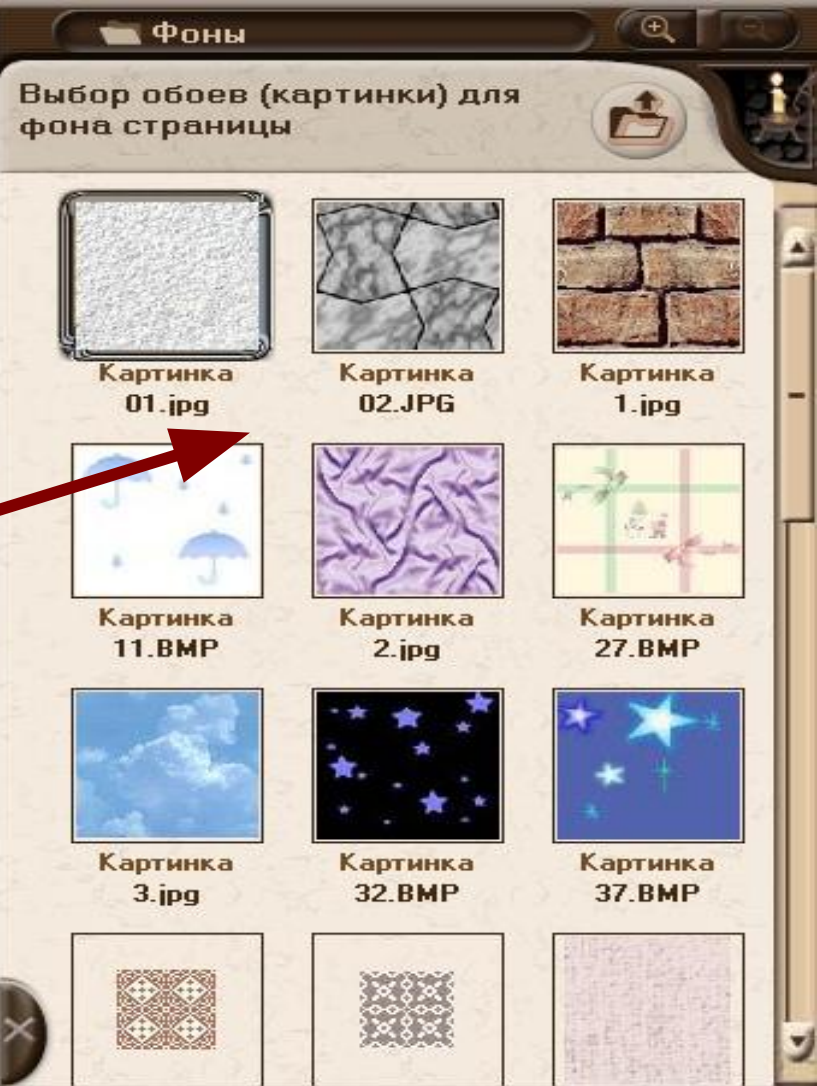 Фоны
Выбор обоев (картинки) для
фона страницы
Картинка Картинка Картинка
01.jpg 02.JPG 1.jpg
Картинка Картинка Картинка
11.BMP 2.jpg 27.BMP
Картинка Картинка Картинка
3.jpg 32.BMP 37.BMP